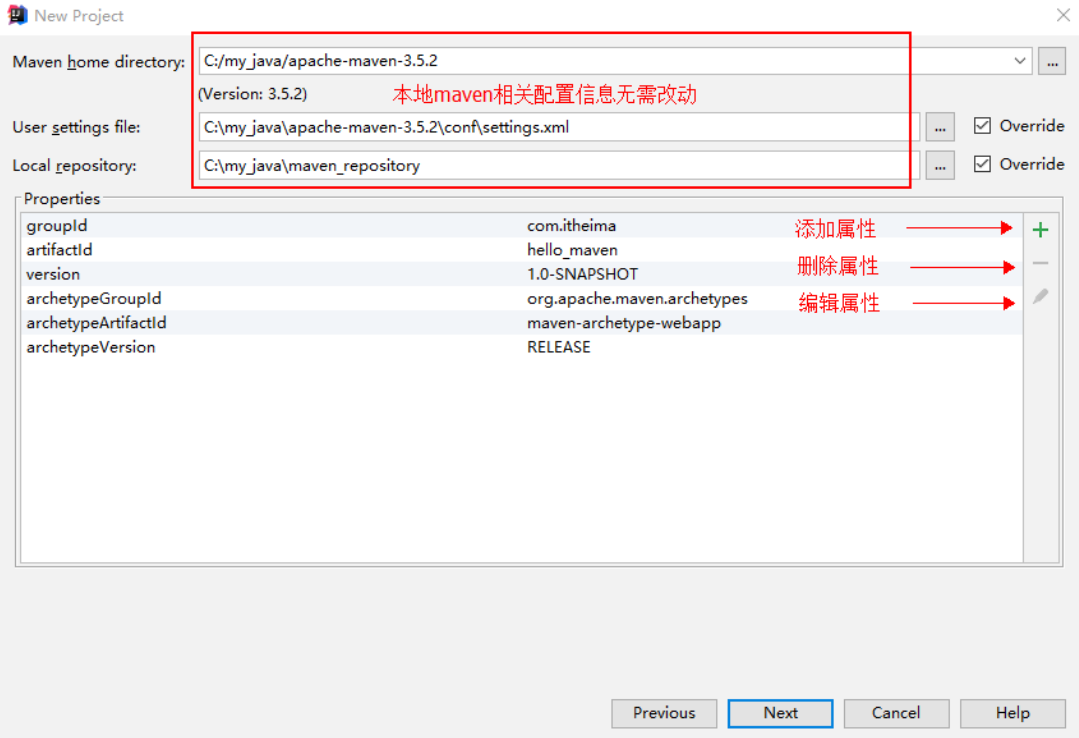 New Project
Maven home directory: C:/my_java/apache-maven-3.5.2 ...
(Version: 3.5.2) 本地maven相关配置信息无需改动
User settings file: C:\my_java\apache-maven-3.5.2\conf\settings.xml ... Override
Local repository: C:\my_java\maven_repository ... Override
Properties
groupId com.itheima 添加属性
artifactId hello_maven
version 1.0-SNAPSHOT 删除属性
archetypeGroupId org.apache.maven.archetypes 编辑属性
archetypeArtifactId maven-archetype-webapp
archetypeVersion RELEASE
Previous Next Cancel Help